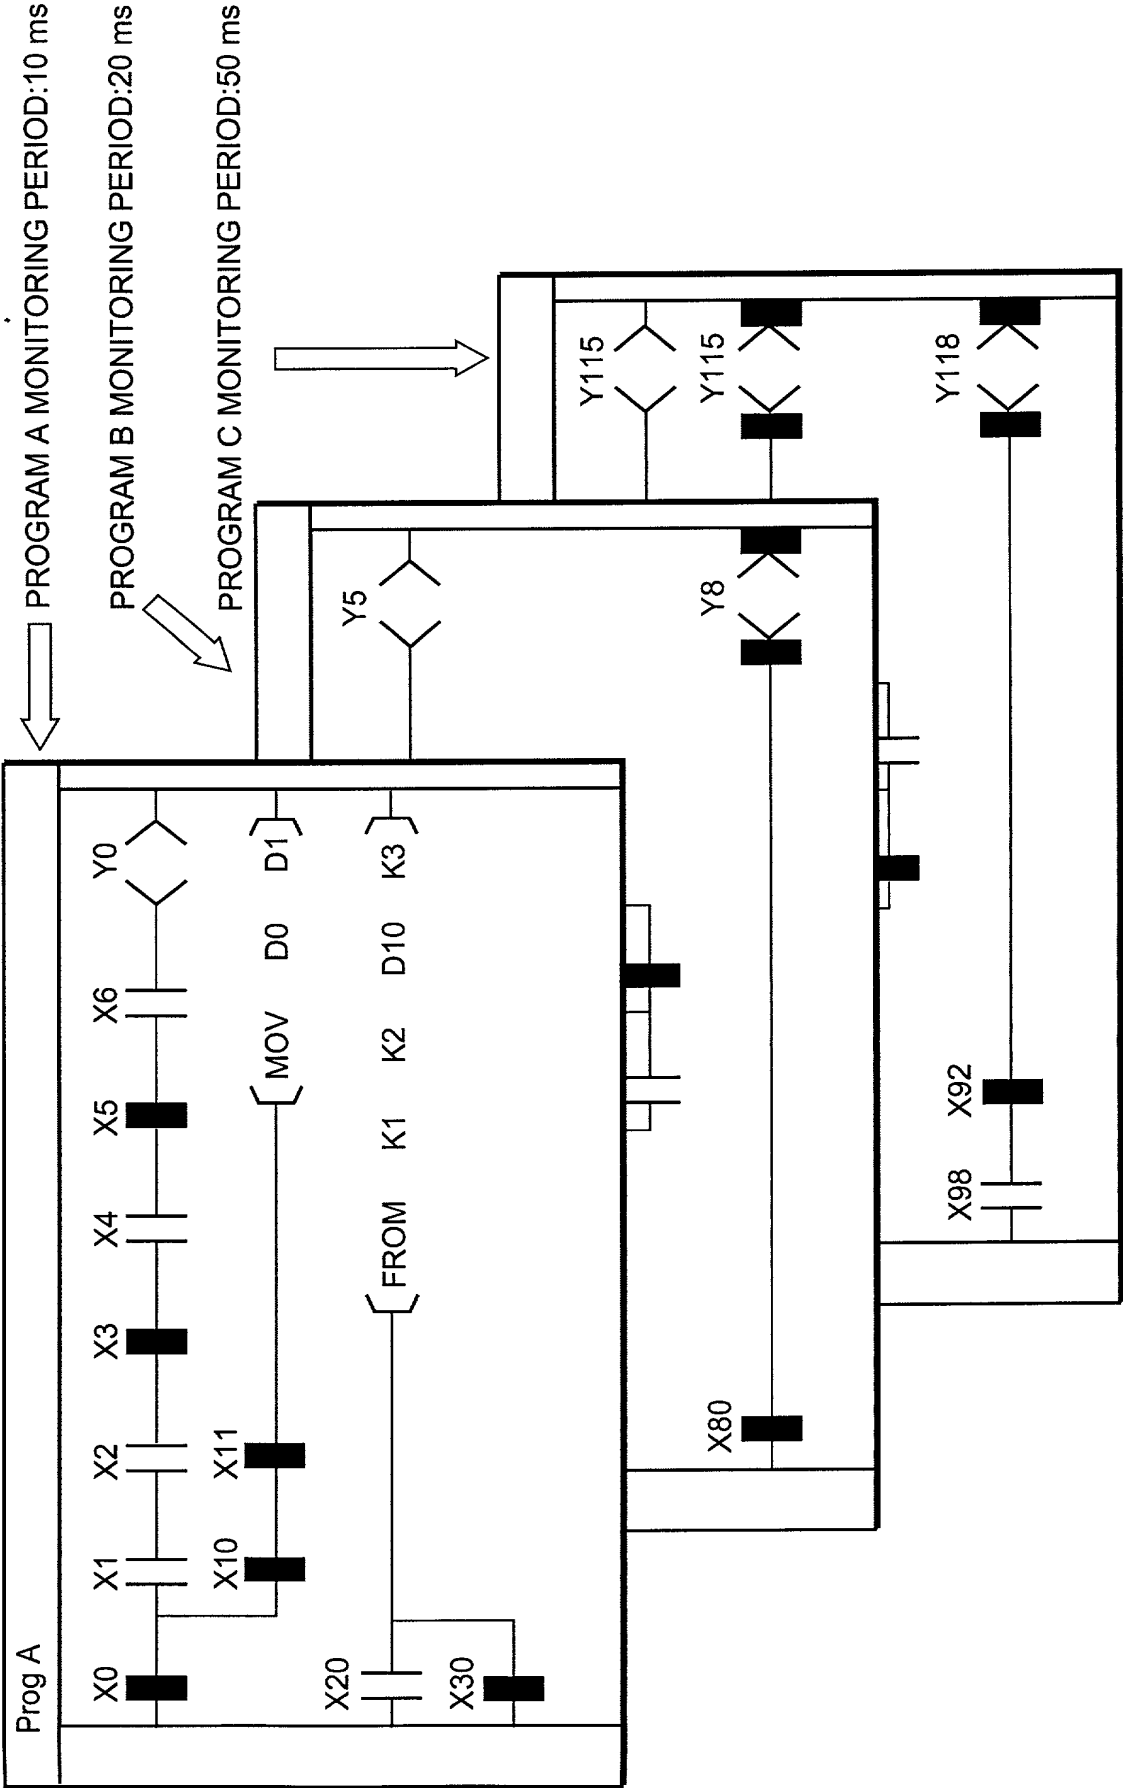 PROGRAM A MONITORING PERIOD:10 ms
PROGRAM B MONITORING PERIOD:20 ms
PROGRAM C MONITORING PERIOD:50 ms
Prog A
X0 X1 X2 X3 X4 X5 X6 Y0
X10 X11 MOV D0 D1
X20 FROM K1 K2 D10 K3
X30
Y5
X80 Y8
Y115
Y115
X98 X92 Y118